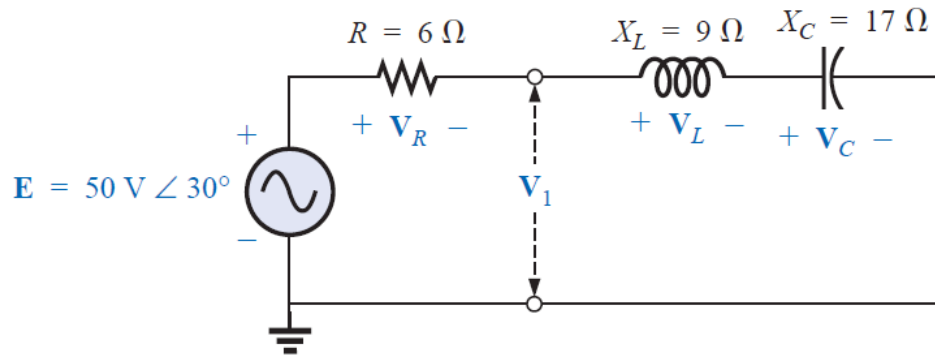 R = 6 Ω
X_L = 9 Ω
X_C = 17 Ω
+ V_R −
+ V_L −
+ V_C −
+
E = 50 V ∠ 30°
−
V_1